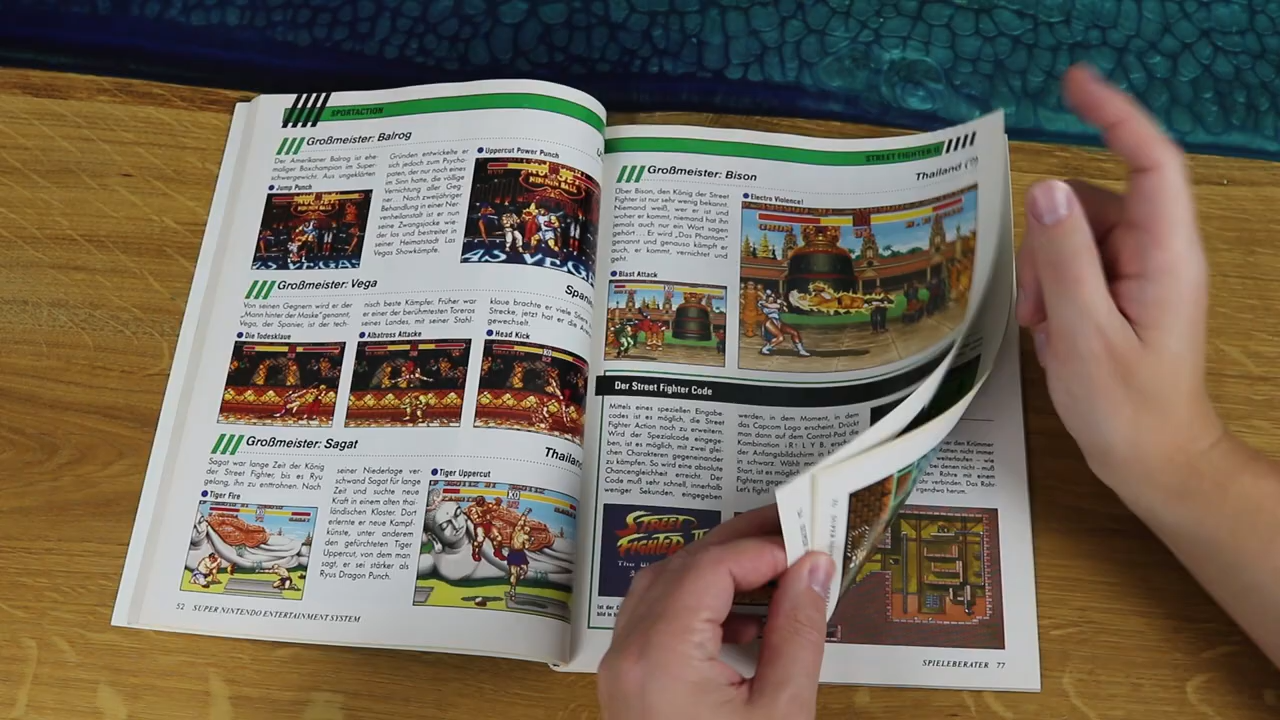 SPORTACTION
Großmeister: Balrog
Der Amerikaner Balrog ist ehe-
maliger Boxchampion im Super-
schwergewicht. Aus ungeklärten
Jump Punch
Gründen entwickelte er
sich jedoch zum Psycho-
paten, der nur noch eines
im Sinn hatte, die völlige
Vernichtung aller Geg-
ner... Nach zweijähriger
Behandlung in einer Ner-
venheilanstalt ist er nun
seine Zwangsjacke wie-
der los und bestreitet in
seiner Heimatstadt Las
Vegas Showkämpfe.
Uppercut Power Punch
Großmeister: Vega
Spanien
Von seinen Gegnern wird er der
„Mann hinter der Maske" genannt,
Vega, der Spanier, ist der tech-
nisch beste Kämpfer. Früher war
er einer der berühmtesten Toreros
seines Landes, mit seiner Stahl-
klaue brachte er viele Stiere
Strecke, jetzt hat er die
gewechselt.
Die Todesklaue
Albatross Attacke
Head Kick
Großmeister: Sagat
Thailand
Sagat war lange Zeit der König
der Street Fighter, bis es Ryu
gelang, ihn zu entthronen. Nach
Tiger Fire
seiner Niederlage ver-
schwand Sagat für lange
Zeit und suchte neue
Kraft in einem alten thai-
ländischen Kloster. Dort
erlernte er neue Kampf-
künste, unter anderem
den gefürchteten Tiger
Uppercut, von dem man
sagt, er sei stärker als
Ryus Dragon Punch.
Tiger Uppercut
52 SUPER NINTENDO ENTERTAINMENT SYSTEM
STREET FIGHTER II
Großmeister: Bison
Thailand (?)
Über Bison, den König der Street
Fighter ist nur sehr wenig bekannt.
Niemand weiß, wer er ist und
woher er kommt, niemand hat ihn
jemals auch nur ein Wort sagen
gehört... Er wird „Das Phantom"
genannt und genauso kämpft er
auch, er kommt, vernichtet und
geht.
Electro Violence!
Blast Attack
Der Street Fighter Code
Mittels eines speziellen Eingabe-
codes ist es möglich, die Street
Fighter Action noch zu erweitern.
Wird der Spezialcode eingege-
ben, ist es möglich, mit zwei glei-
chen Charakteren gegeneinander
zu kämpfen. So wird eine absolute
Chancengleichheit erreicht. Der
Code muß sehr schnell, innerhalb
weniger Sekunden, eingegeben
werden, in dem Moment, in dem
das Capcom Logo erscheint. Drückt
man dann auf dem Control-Pad die
Kombination
Start, ist es
Fightern
Let's fight!
STREET
FIGHTER II
SPIELEBERATER 77